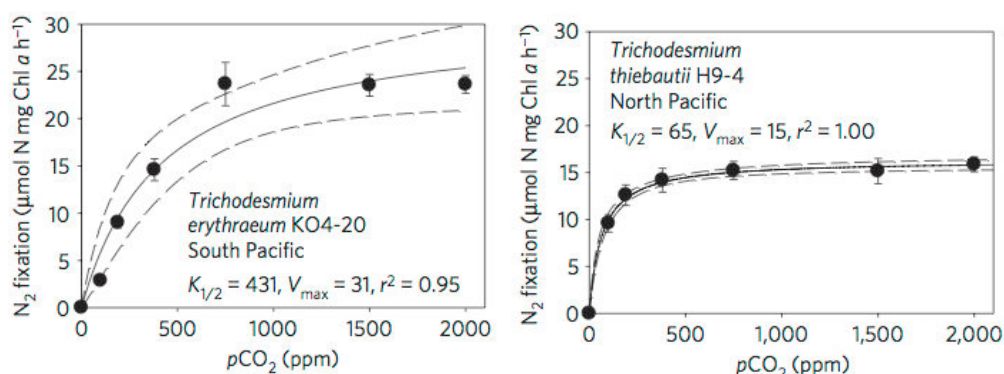 30
25
20
15
10
5
0
N₂ fixation (µmol N mg Chl a h⁻¹)
Trichodesmium
erythraeum KO4-20
South Pacific
K₁/₂ = 431, Vmax = 31, r² = 0.95
0 500 1000 1500 2000
pCO₂ (ppm)
30
25
20
15
10
5
0
N₂ fixation (µmol N mg Chl a h⁻¹)
Trichodesmium
thiebautii H9-4
North Pacific
K₁/₂ = 65, Vmax = 15, r² = 1.00
0 500 1,000 1,500 2,000
pCO₂ (ppm)